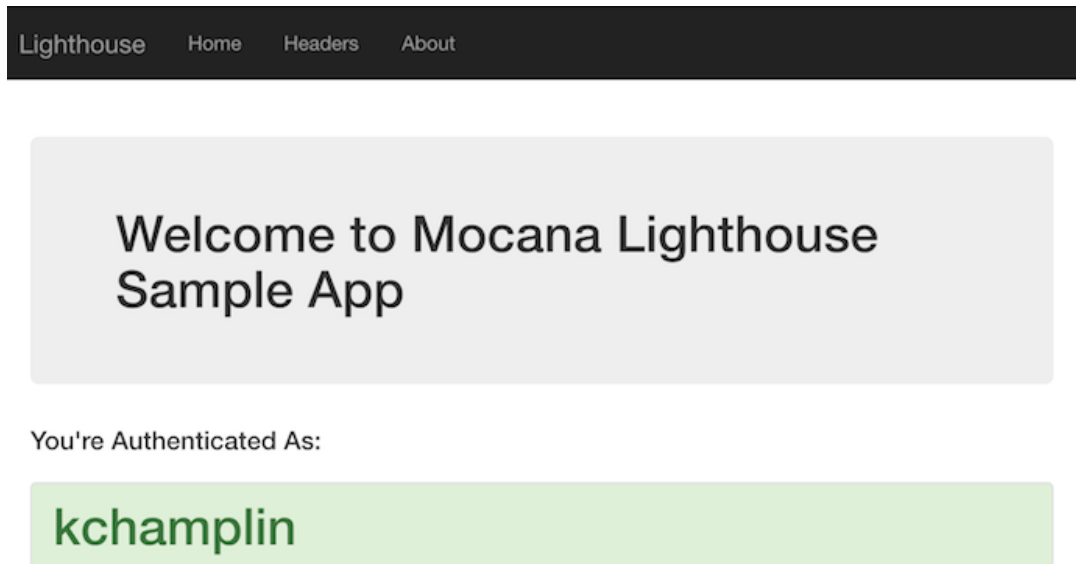 Lighthouse Home Headers About
Welcome to Mocana Lighthouse
Sample App
You're Authenticated As:
kchamplin